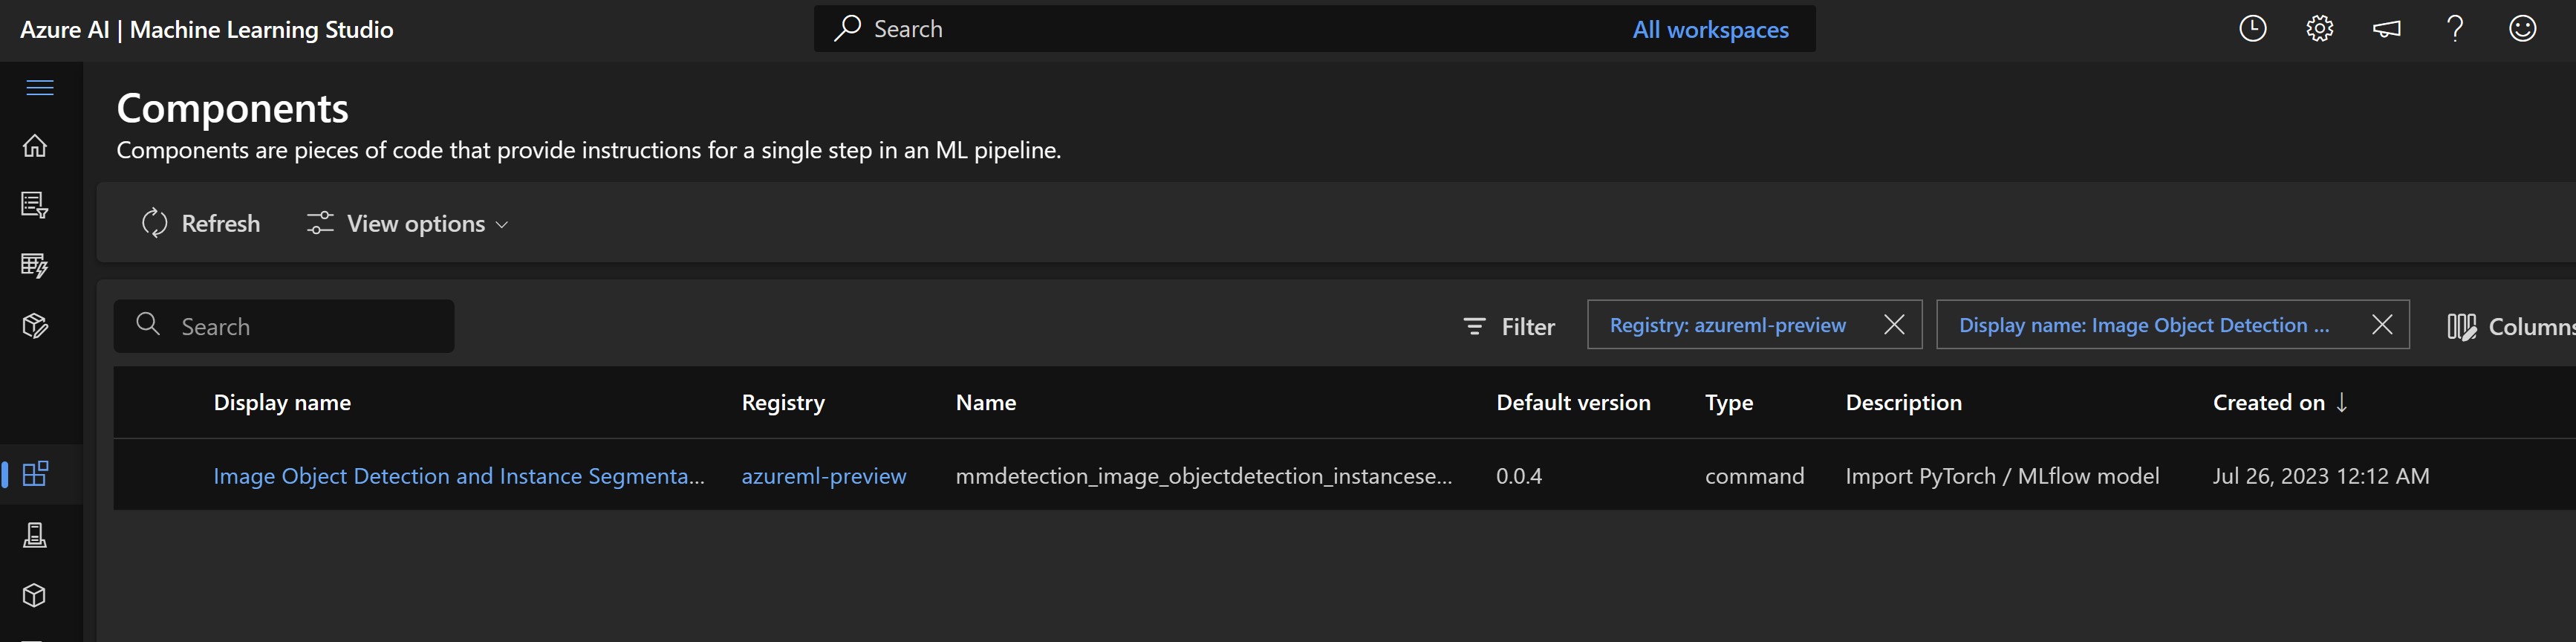 Azure AI | Machine Learning Studio
Search
All workspaces
Components
Components are pieces of code that provide instructions for a single step in an ML pipeline.
Refresh
View options
Search
Filter
Registry: azureml-preview
Display name: Image Object Detection ...
Columns
Display name Registry Name Default version Type Description Created on ↓
Image Object Detection and Instance Segmenta... azureml-preview mmdetection_image_objectdetection_instancese... 0.0.4 command Import PyTorch / MLflow model Jul 26, 2023 12:12 AM